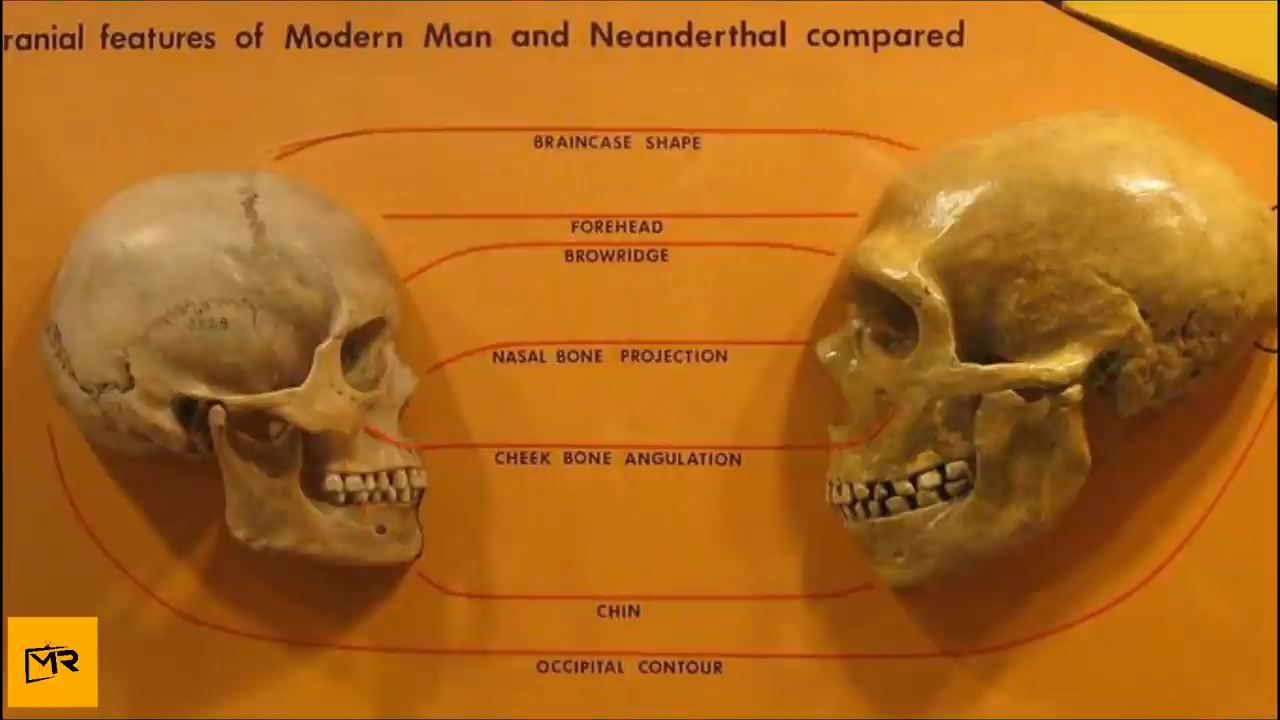 ranial features of Modern Man and Neanderthal compared
BRAINCASE SHAPE
FOREHEAD
BROWRIDGE
NASAL BONE PROJECTION
CHEEK BONE ANGULATION
CHIN
OCCIPITAL CONTOUR
MR